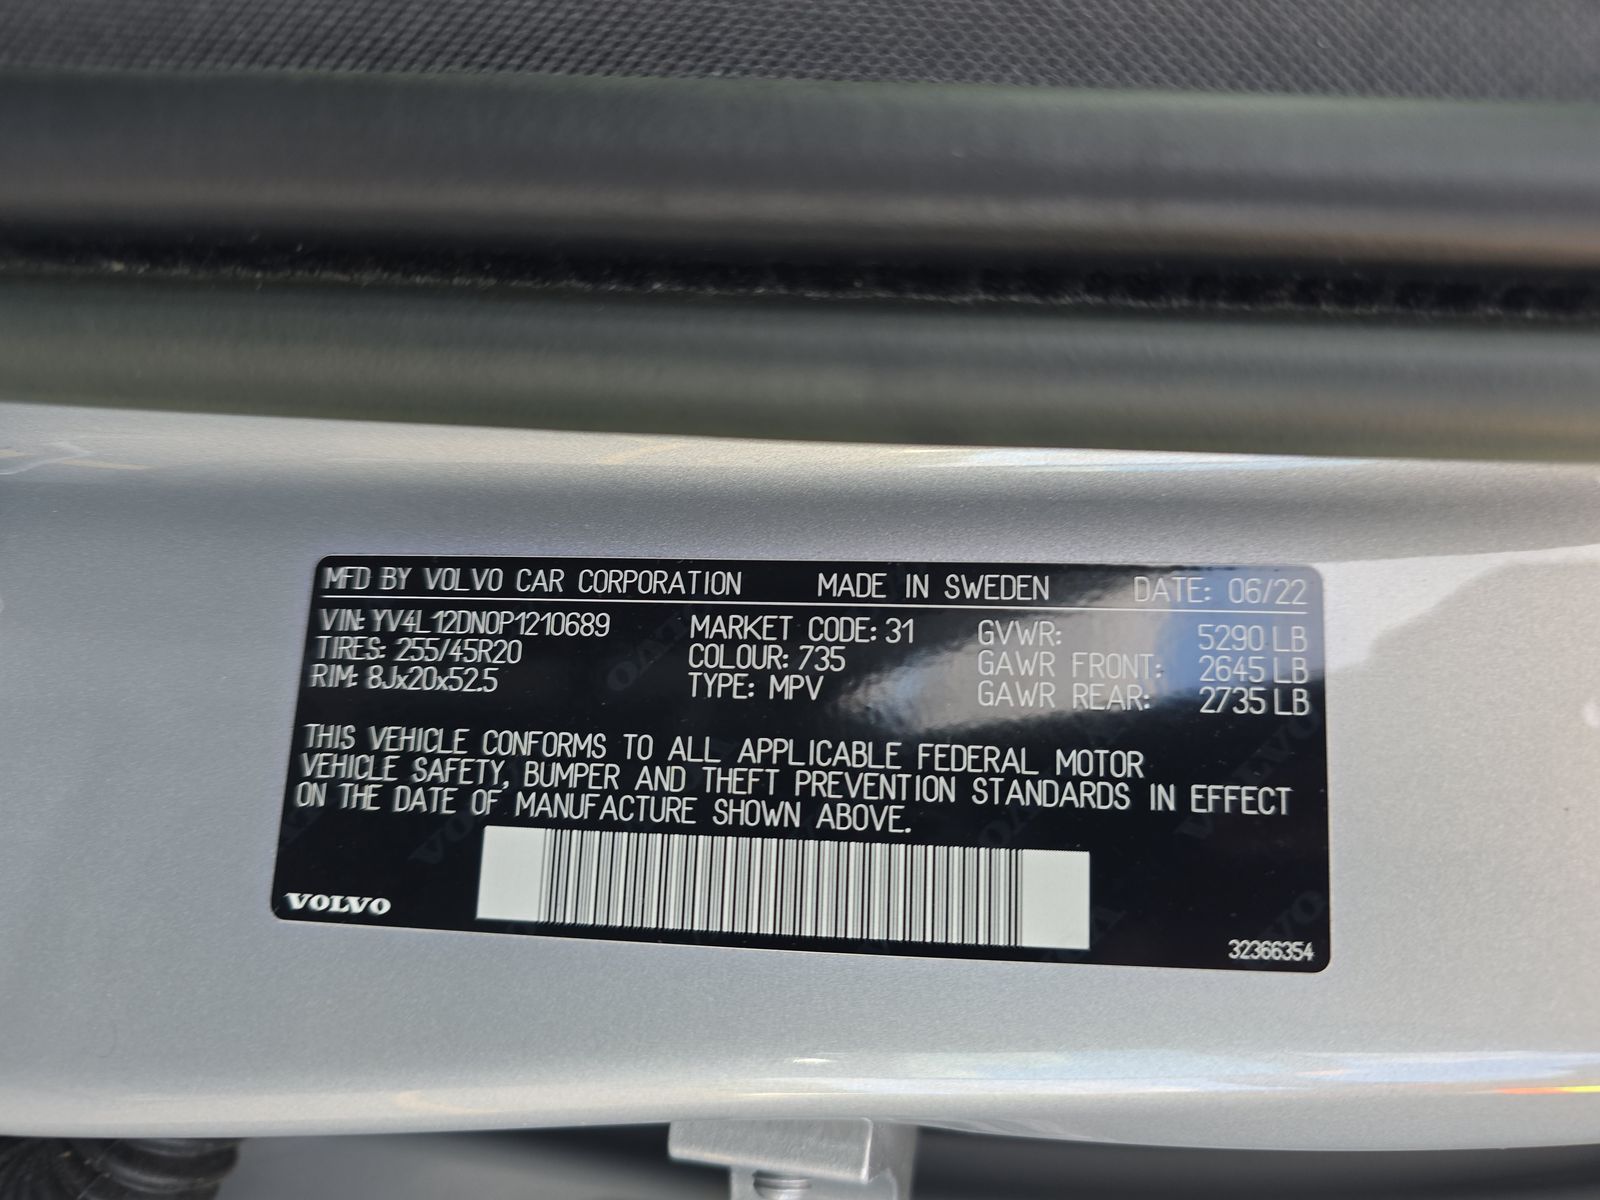 MFD BY VOLVO CAR CORPORATION MADE IN SWEDEN DATE: 06/22
VIN: YV4L12DN0P1210689 MARKET CODE: 31 GVWR: 5290 LB
TIRES: 255/45R20 COLOUR: 735 GAWR FRONT: 2645 LB
RIM: 8Jx20x52.5 TYPE: MPV GAWR REAR: 2735 LB
THIS VEHICLE CONFORMS TO ALL APPLICABLE FEDERAL MOTOR
VEHICLE SAFETY, BUMPER AND THEFT PREVENTION STANDARDS IN EFFECT
ON THE DATE OF MANUFACTURE SHOWN ABOVE.
VOLVO
32366354